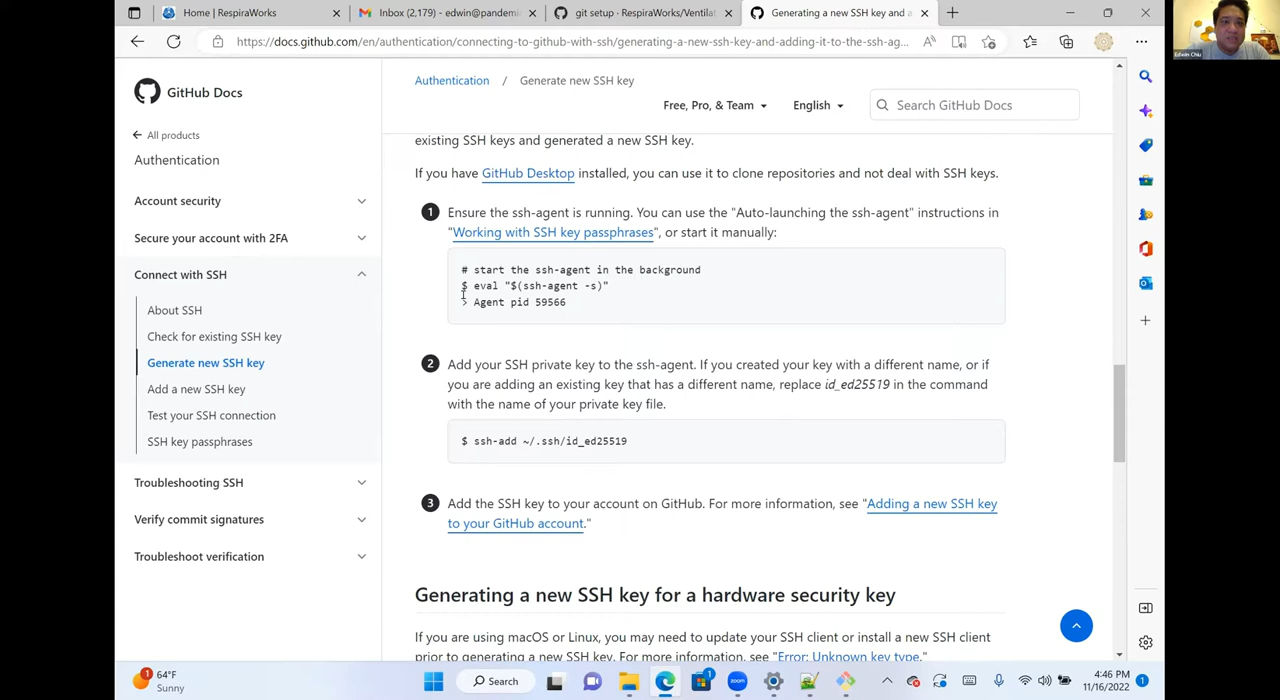 Home | RespiraWorks
Inbox (2,179) - edwin@pandemi
git setup · RespiraWorks/Ventilat
Generating a new SSH key and a
https://docs.github.com/en/authentication/connecting-to-github-with-ssh/generating-a-new-ssh-key-and-adding-it-to-the-ssh-ag...
Edwin Chiu
GitHub Docs
Authentication / Generate new SSH key
Free, Pro, & Team
English
Search GitHub Docs
All products
Authentication
Account security
Secure your account with 2FA
Connect with SSH
About SSH
Check for existing SSH key
Generate new SSH key
Add a new SSH key
Test your SSH connection
SSH key passphrases
Troubleshooting SSH
Verify commit signatures
Troubleshoot verification
existing SSH keys and generated a new SSH key.
If you have GitHub Desktop installed, you can use it to clone repositories and not deal with SSH keys.
1 Ensure the ssh-agent is running. You can use the "Auto-launching the ssh-agent" instructions in
"Working with SSH key passphrases", or start it manually:
# start the ssh-agent in the background
$ eval "$(ssh-agent -s)"
> Agent pid 59566
2 Add your SSH private key to the ssh-agent. If you created your key with a different name, or if
you are adding an existing key that has a different name, replace id_ed25519 in the command
with the name of your private key file.
$ ssh-add ~/.ssh/id_ed25519
3 Add the SSH key to your account on GitHub. For more information, see "Adding a new SSH key
to your GitHub account."
Generating a new SSH key for a hardware security key
If you are using macOS or Linux, you may need to update your SSH client or install a new SSH client
prior to generating a new SSH key. For more information, see "Error: Unknown key type."
1
64°F
Sunny
Search
1
zoom
4:46 PM
11/16/2022
1